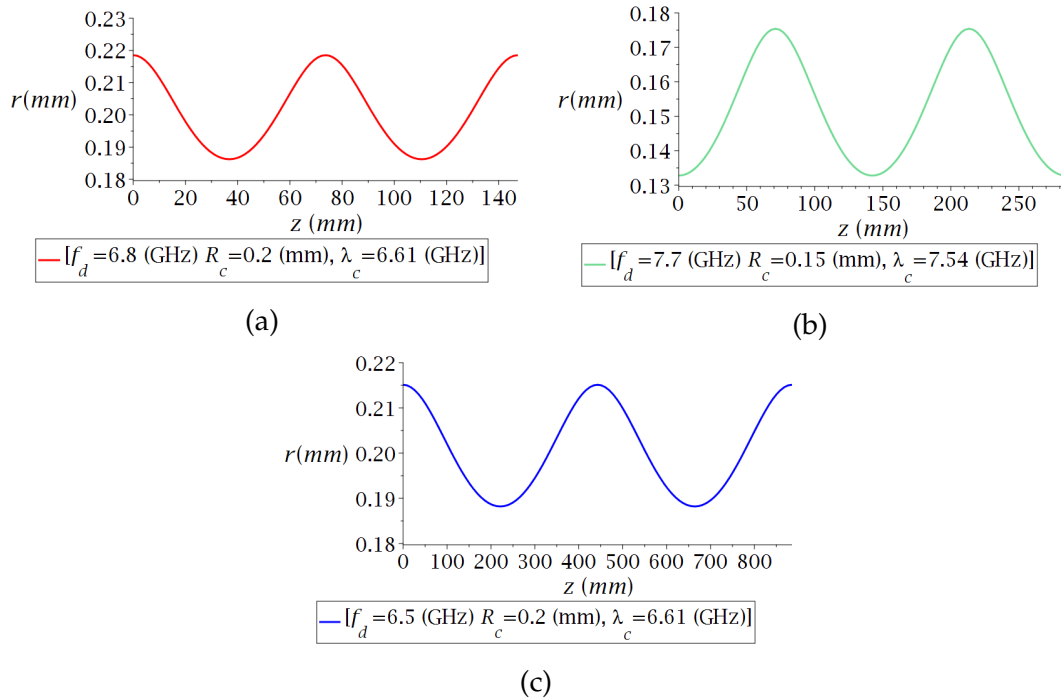 0.23
0.22
0.21
r(mm)
0.20
0.19
0.18
0 20 40 60 80 100 120 140
z (mm)
[f_d=6.8 (GHz) R_c=0.2 (mm), λ_c=6.61 (GHz)]
(a)
0.18
0.17
0.16
r(mm)
0.14
0.13
0 50 100 150 200 250
z (mm)
[f_d=7.7 (GHz) R_c=0.15 (mm), λ_c=7.54 (GHz)]
(b)
0.22
0.21
r(mm) 0.20
0.19
0.18
0 100 200 300 400 500 600 700 800
z (mm)
[f_d=6.5 (GHz) R_c=0.2 (mm), λ_c=6.61 (GHz)]
(c)